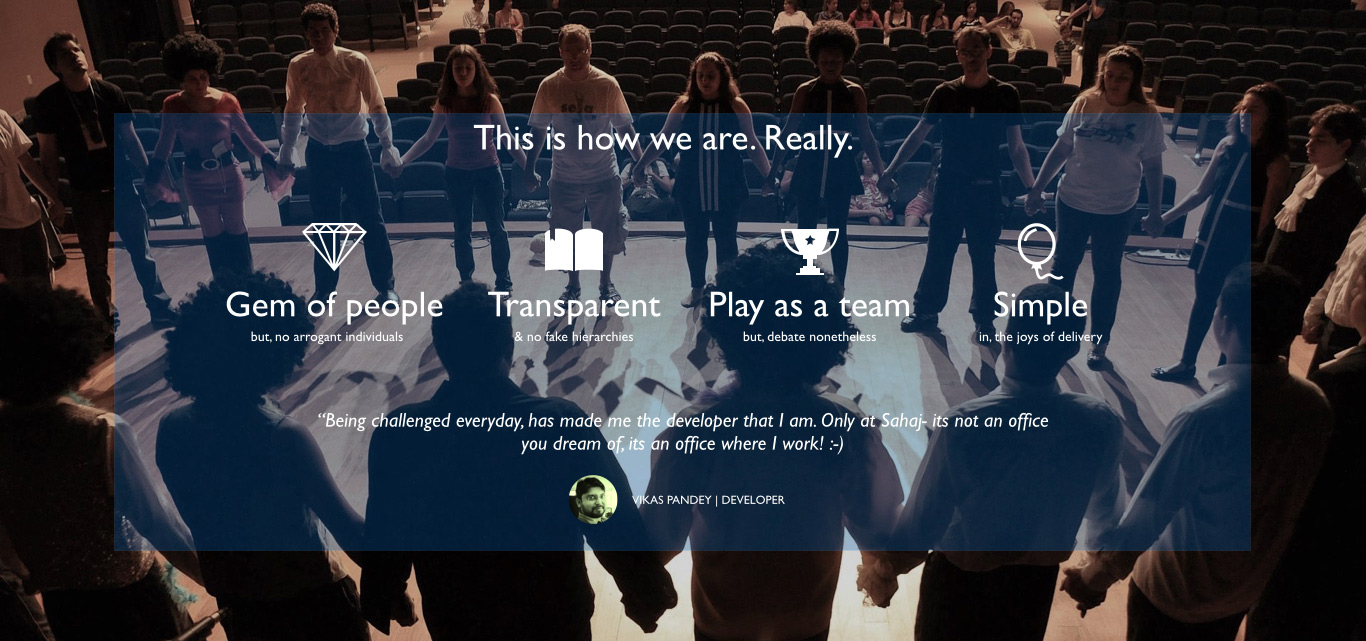 This is how we are. Really.
Gem of people
but, no arrogant individuals
Transparent
& no fake hierarchies
Play as a team
but, debate nonetheless
Simple
in, the joys of delivery
“Being challenged everyday, has made me the developer that I am. Only at Sahaj- its not an office
you dream of, its an office where I work! :-)
VIKAS PANDEY | DEVELOPER